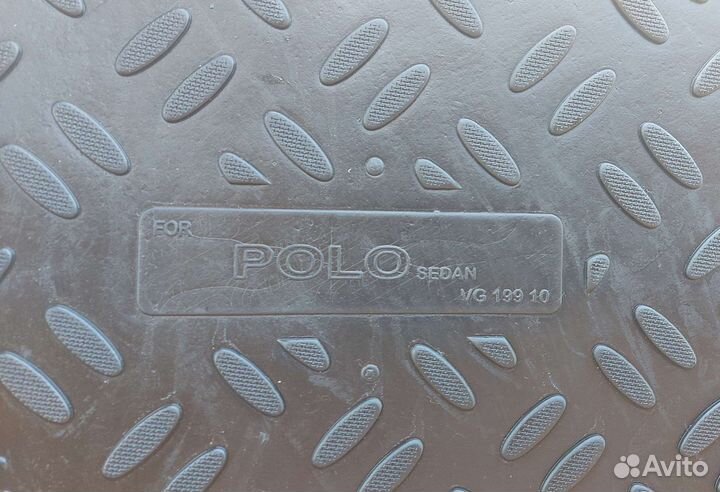 FOR
POLO SEDAN
VG 199 10
Avito